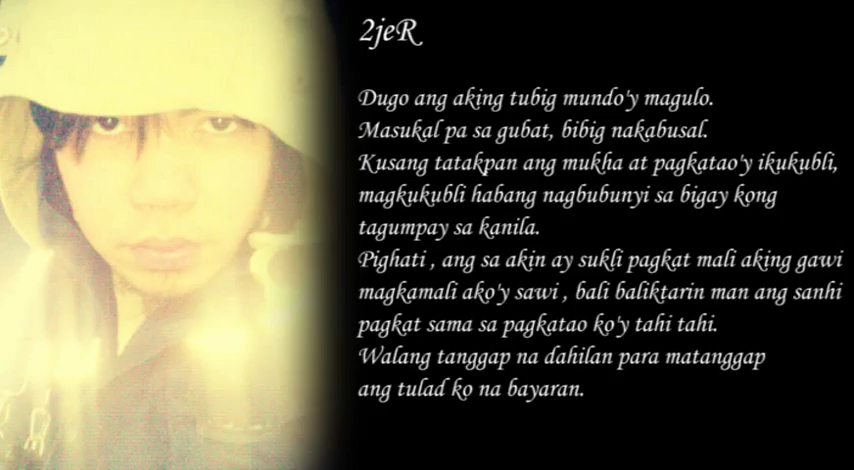 2jeR
Dugo ang aking tubig mundo'y magulo.
Masukal pa sa gubat, bibig nakabusal.
Kusang tatakpan ang mukha at pagkatao'y ikukubli,
magkukubli habang nagbubunyi sa bigay kong
tagumpay sa kanila.
Pighati , ang sa akin ay sukli pagkat mali aking gawi
magkamali ako'y sawi , bali baliktarin man ang sanhi
pagkat sama sa pagkatao ko'y tahi tahi.
Walang tanggap na dahilan para matanggap
ang tulad ko na bayaran.